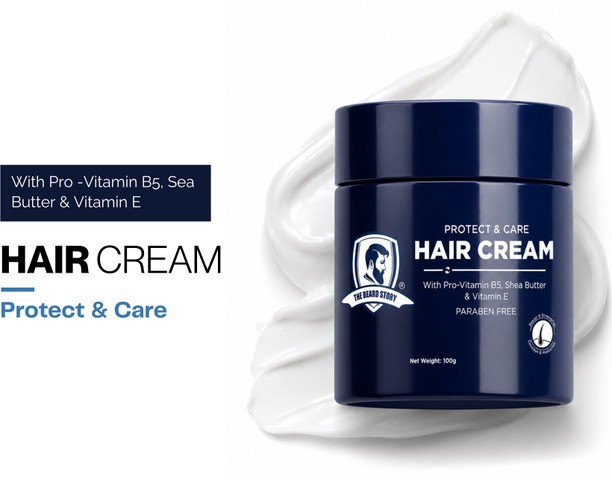 With Pro -Vitamin B5, Sea
Butter & Vitamin E
HAIR CREAM
Protect & Care
PROTECT & CARE
HAIR CREAM
With Pro-Vitamin B5, Shea Butter
& Vitamin E
PARABEN FREE
THE BEARD STORY
®
Net Weight: 100g